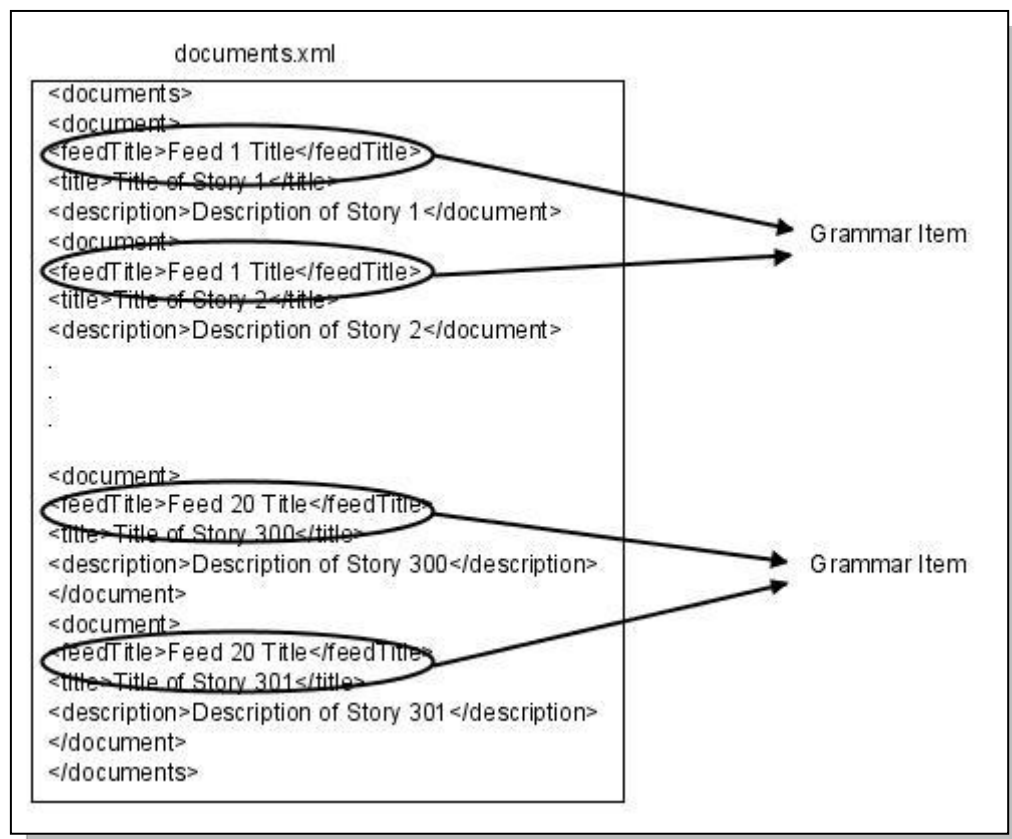 documents.xml
<documents>
<document>
<feedTitle>Feed 1 Title</feedTitle>
<title>Title of Story 1</title>
<description>Description of Story 1</document>
<document>
<feedTitle>Feed 1 Title</feedTitle>
<title>Title of Story 2</title>
<description>Description of Story 2</document>
.
.
.
<document>
<feedTitle>Feed 20 Title</feedTitle>
<title>Title of Story 300</title>
<description>Description of Story 300</description>
</document>
<document>
<feedTitle>Feed 20 Title</feedTitle>
<title>Title of Story 301</title>
<description>Description of Story 301</description>
</document>
</documents>
Grammar Item
Grammar Item